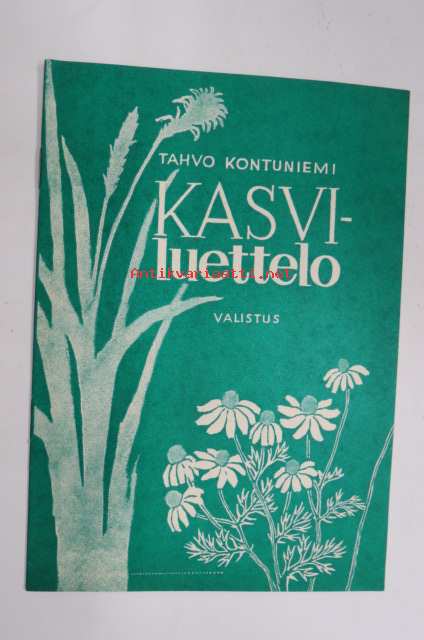 TAHVO KONTUNIEMI
KASVI-
luettelo
Antikvariaatti.net
VALISTUS